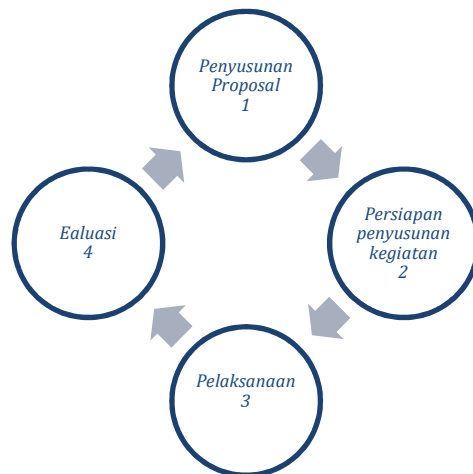 Penyusunan
Proposal
1
Persiapan
penyusunan
kegiatan
2
Pelaksanaan
3
Ealuasi
4